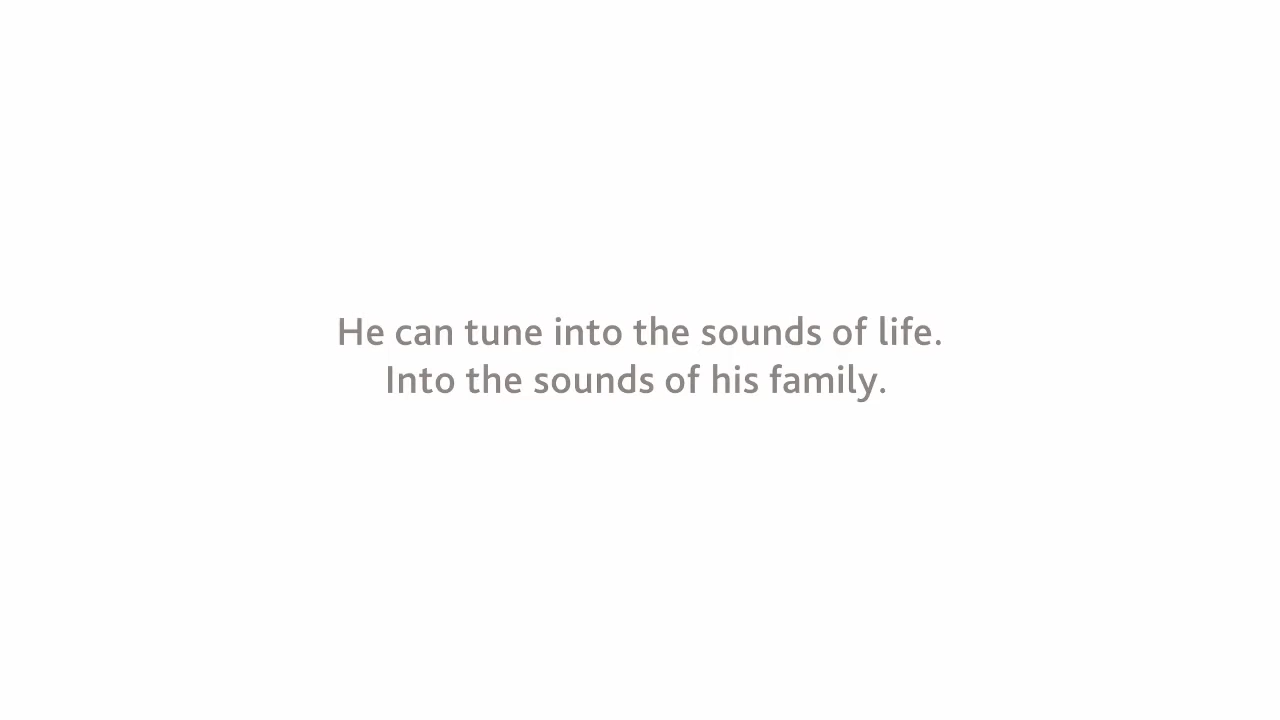 He can tune into the sounds of life.
Into the sounds of his family.